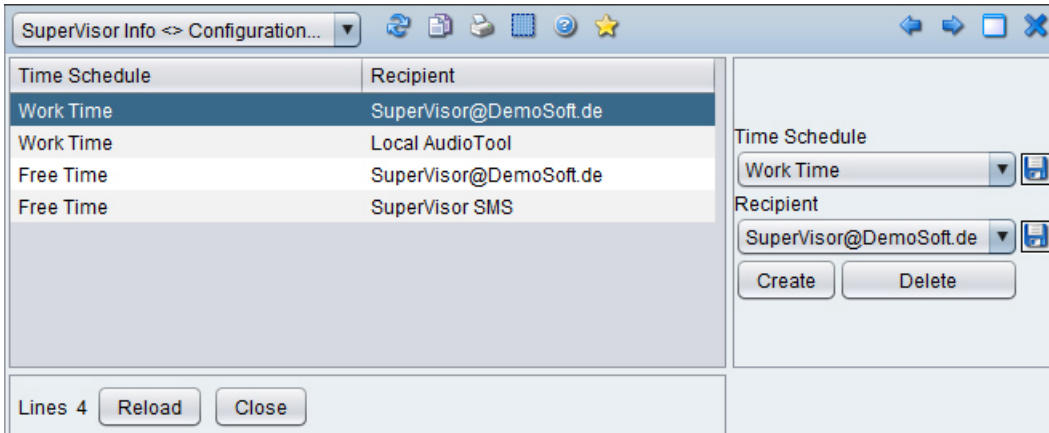 SuperVisor Info <> Configuration...
Time Schedule Recipient
Work Time SuperVisor@DemoSoft.de
Work Time Local AudioTool
Free Time SuperVisor@DemoSoft.de
Free Time SuperVisor SMS
Time Schedule
Work Time
Recipient
SuperVisor@DemoSoft.de
Create Delete
Lines 4 Reload Close